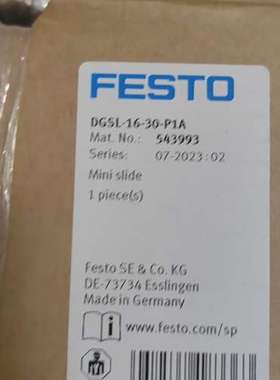 FESTO
DGSL-16-30-P1A
Mat. No.: 543993
Series: 07-2023:02
Mini slide
1 piece(s)
Festo SE & Co. KG
DE-73734 Esslingen
Made in Germany
www.festo.com/sp